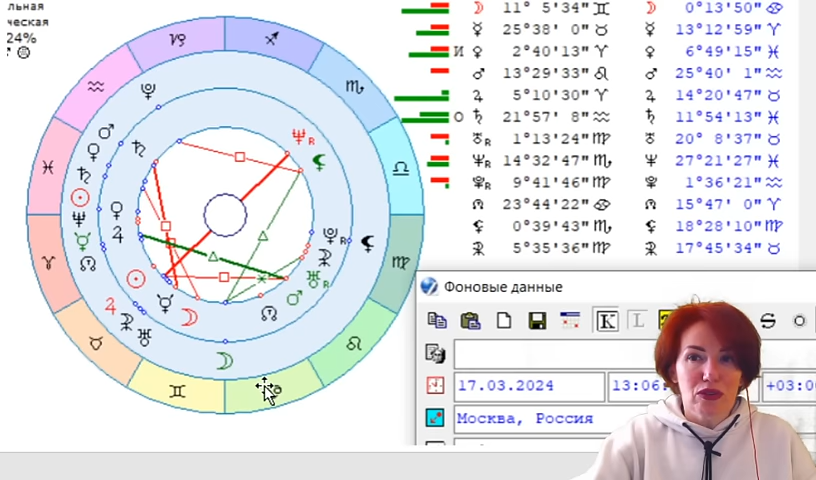 льная
ческая
24%
☽ 11° 5'34"♊ ☽ 0°13'50"♋
☿ 25°38' 0"♉ ☿ 13°12'59"♈
И ♀ 2°40'13"♈ ♀ 6°49'15"♓
♂ 13°29'33"♌ ♂ 25°40' 1"♒
♃ 5°10'30"♈ ♃ 14°20'47"♉
О ♄ 21°57' 8"♒ ♄ 11°54'13"♓
♅R 1°13'24"♍ ♅ 20° 8'37"♉
♆R 14°32'47"♏ ♆ 27°21'27"♓
R 9°41'46"♍ 1°36'21"♒
☊ 23°44'22"♋ ☊ 15°47' 0"♈
⚸ 0°39'43"♏ ⚸ 18°28'10"♍
5°35'36"♍ 17°45'34"♉
Фоновые данные
K L S
17.03.2024 13:06: +03:0
Москва, Россия